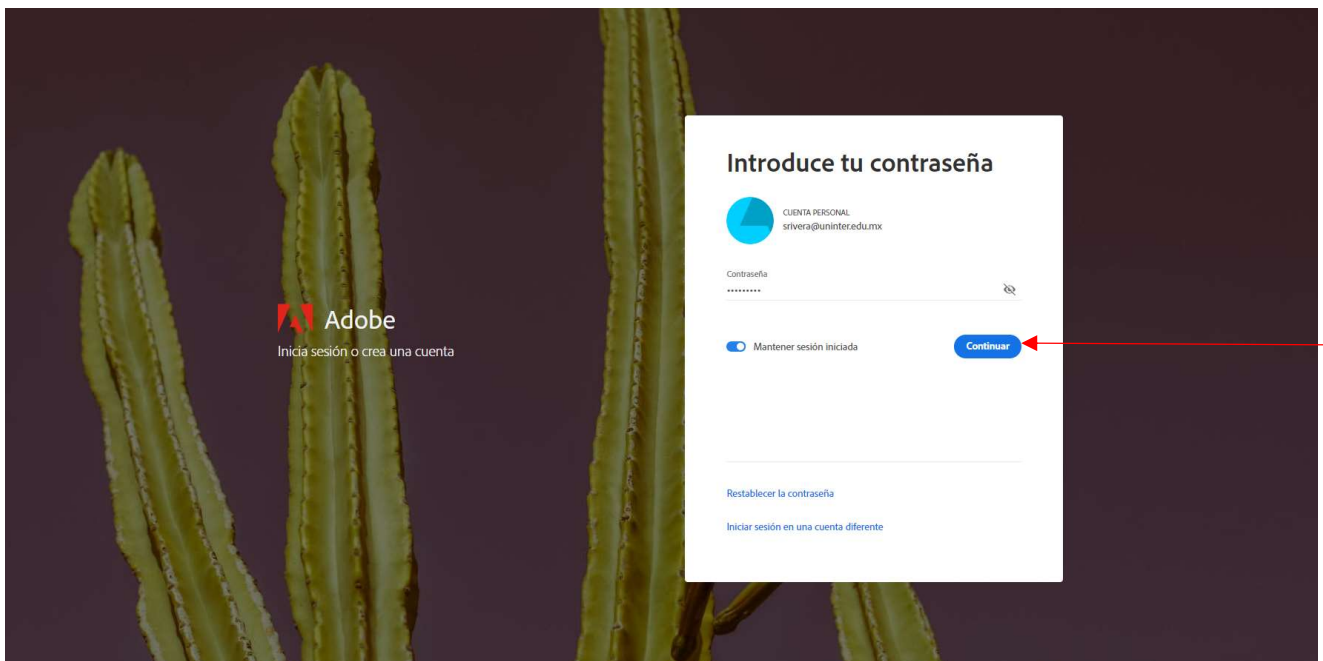 Adobe
Inicia sesión o crea una cuenta
Introduce tu contraseña
CUENTA PERSONAL
srivera@uninter.edu.mx
Contraseña
•••••••••
Mantener sesión iniciada
Continuar
Restablecer la contraseña
Iniciar sesión en una cuenta diferente